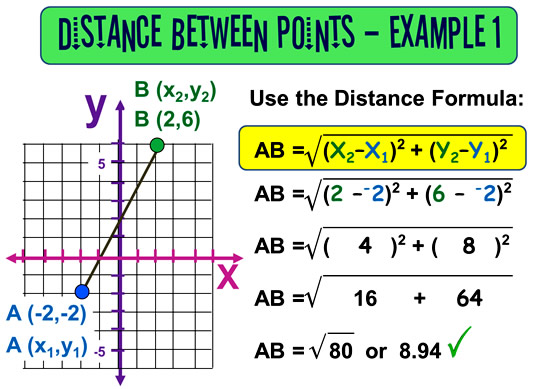 DISTANCE BETWEEN POINTS – EXAMPLE 1
B (x₂,y₂)
B (2,6)
y
5
X
-5
A (-2,-2)
A (x₁,y₁)
Use the Distance Formula:
AB = √(X₂–X₁)² + (Y₂–Y₁)²
AB = √(2 – ⁻2)² + (6 – ⁻2)²
AB = √( 4 )² + ( 8 )²
AB = √ 16 + 64
AB = √80 or 8.94 ✓